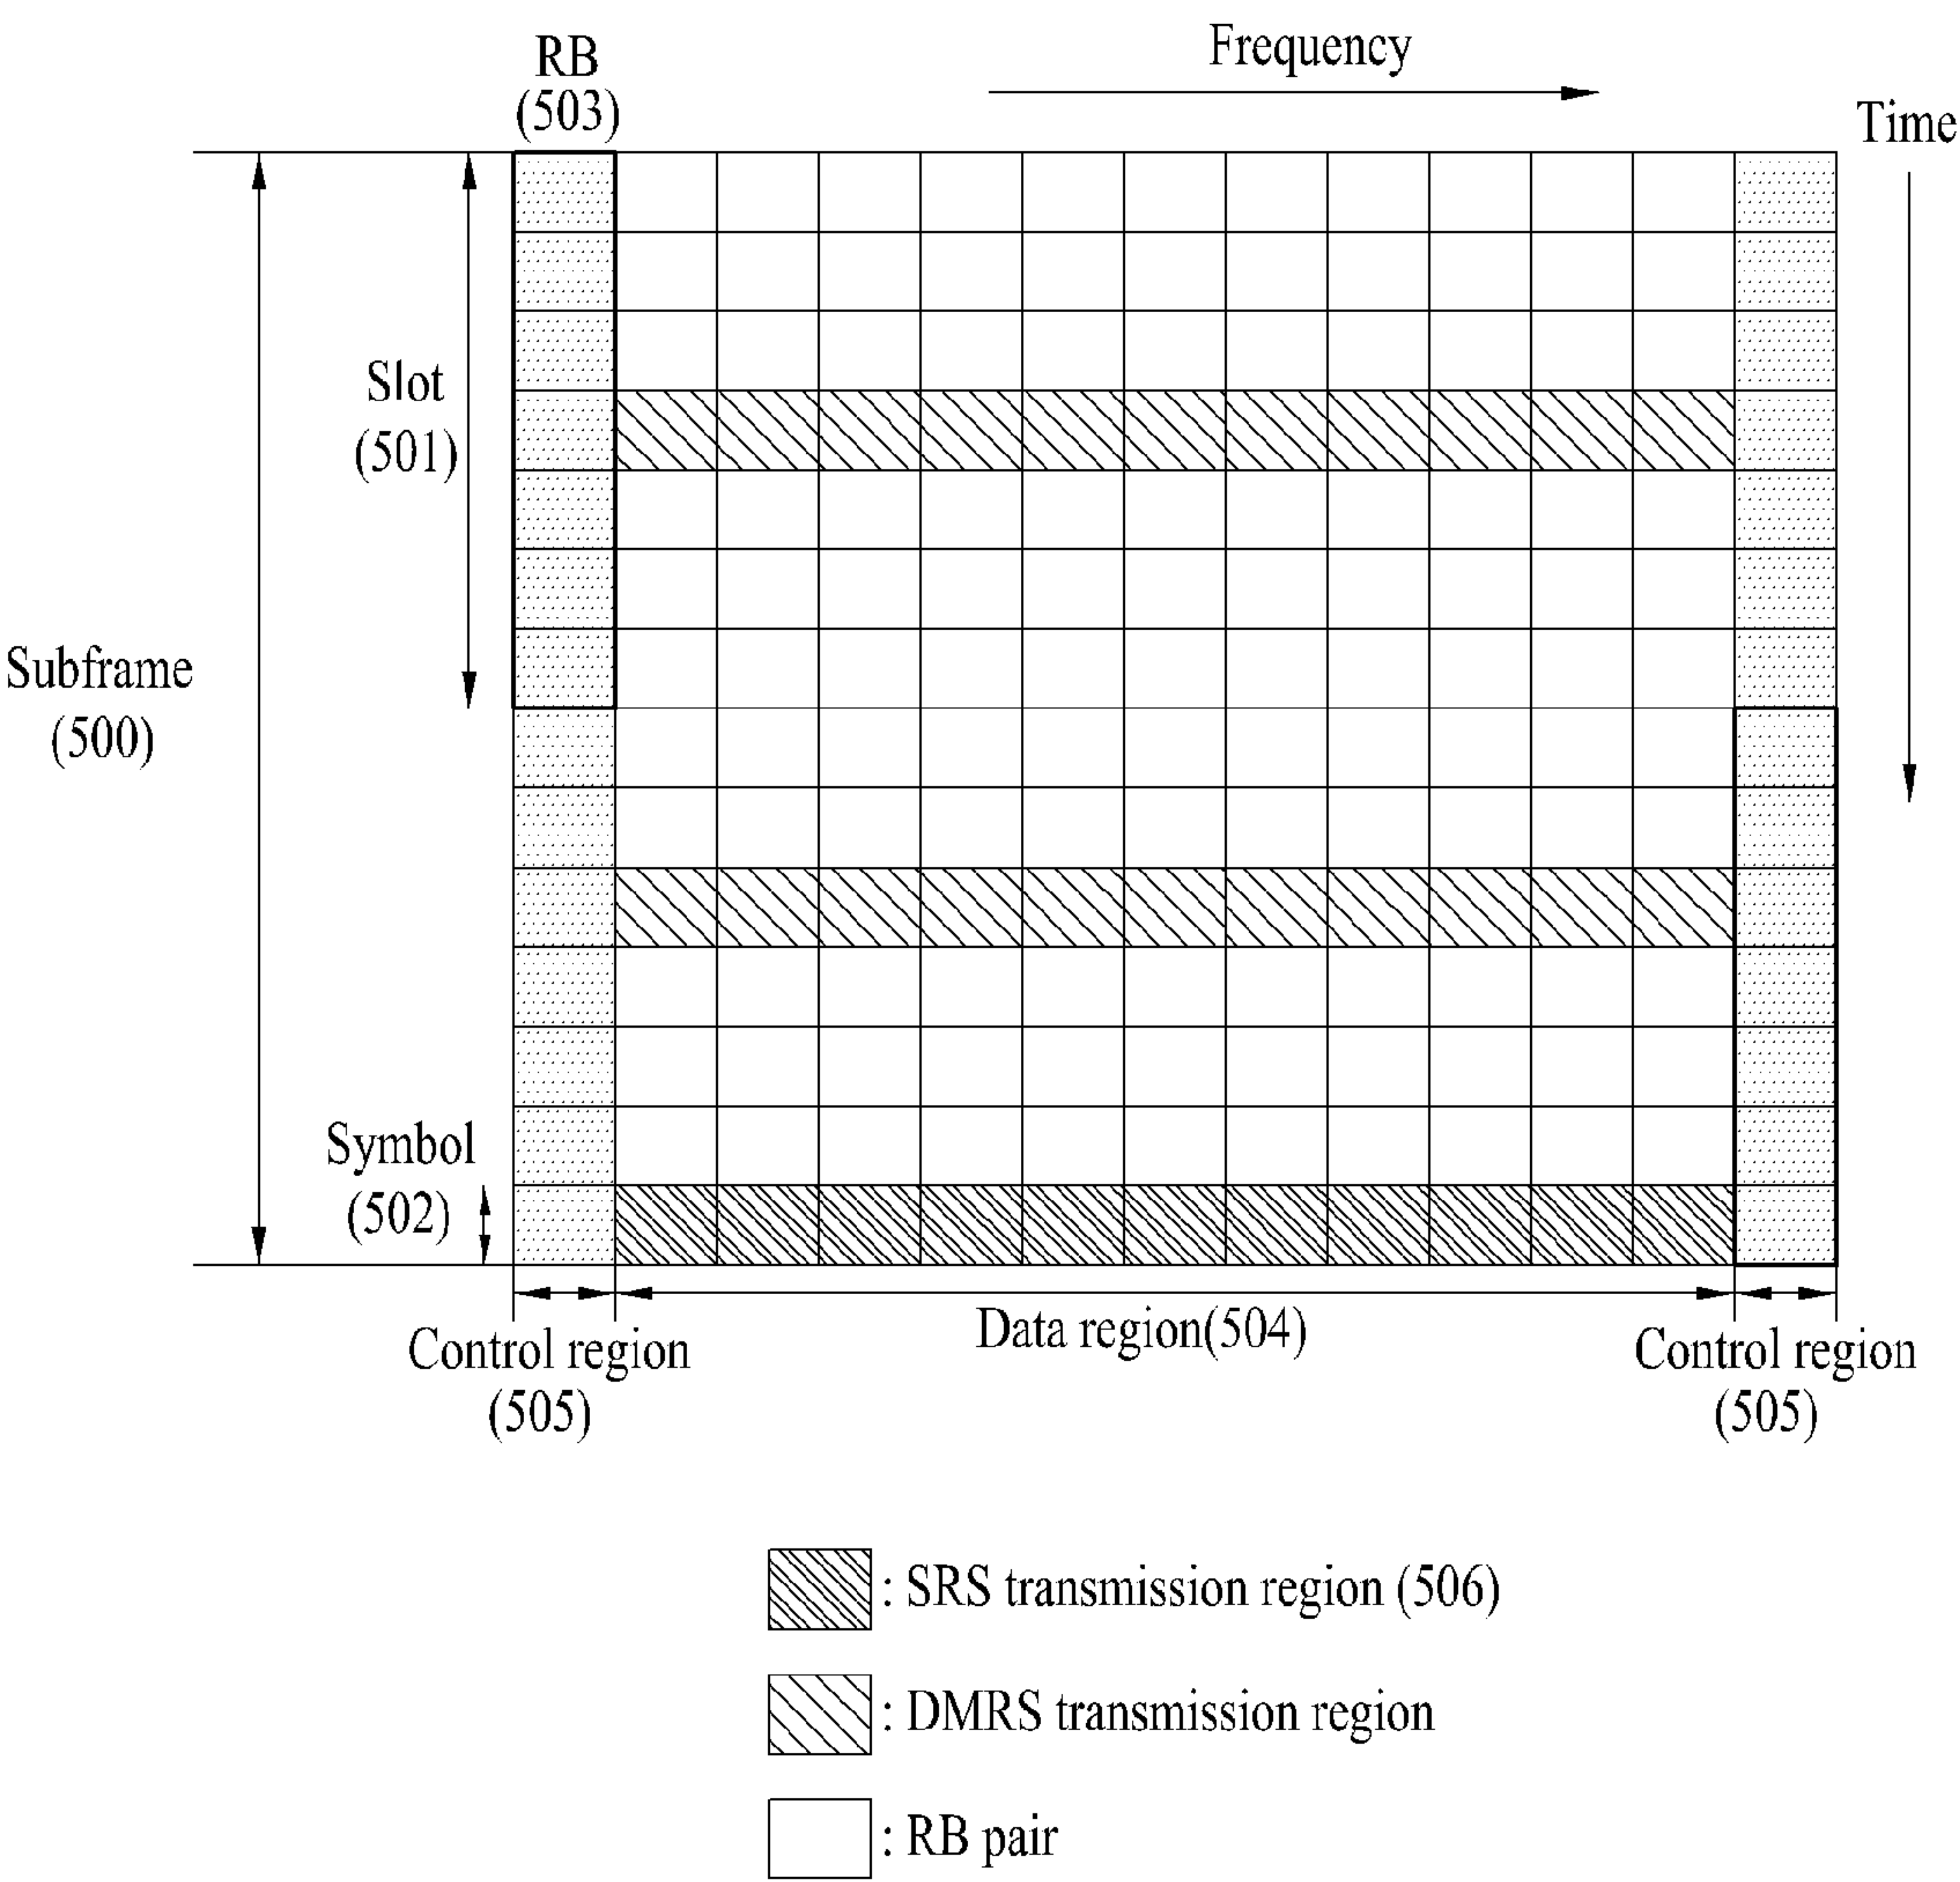 RB
(503)
Frequency
Time
Slot
(501)
Subframe
(500)
Symbol
(502)
Data region(504)
Control region
(505)
Control region
(505)
: SRS transmission region (506)
: DMRS transmission region
: RB pair